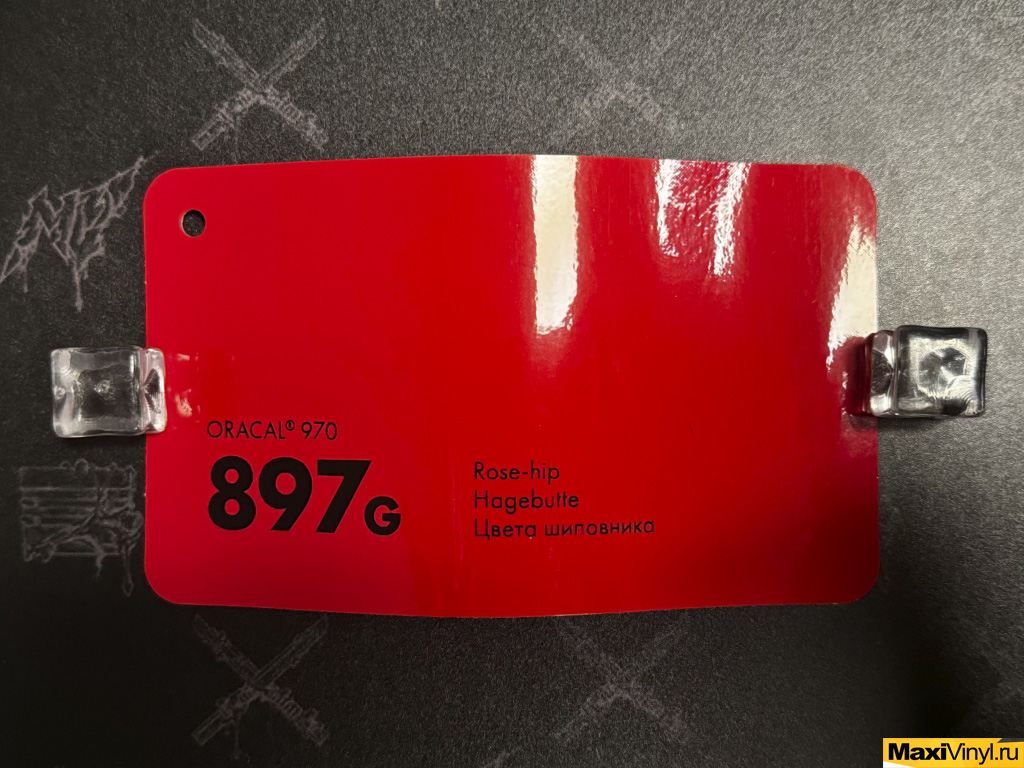 ORACAL® 970
897G
Rose-hip
Hagebutte
Цвета шиповника
MaxiVinyl.ru